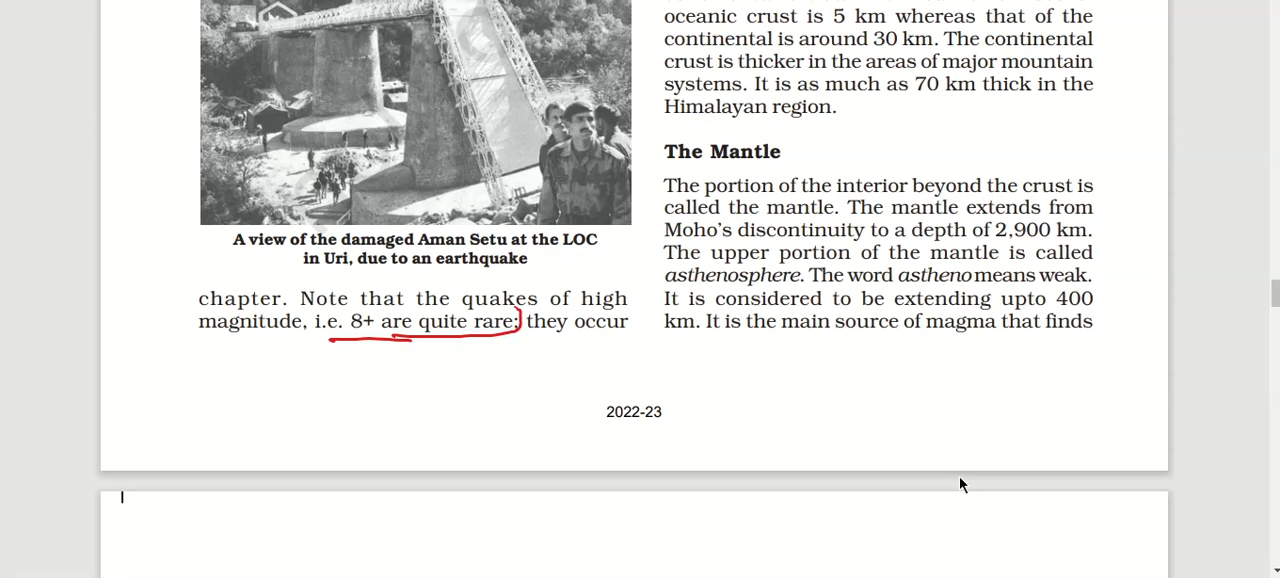 A view of the damaged Aman Setu at the LOC
in Uri, due to an earthquake
chapter. Note that the quakes of high
magnitude, i.e. 8+ are quite rare; they occur
oceanic crust is 5 km whereas that of the
continental is around 30 km. The continental
crust is thicker in the areas of major mountain
systems. It is as much as 70 km thick in the
Himalayan region.
The Mantle
The portion of the interior beyond the crust is
called the mantle. The mantle extends from
Moho's discontinuity to a depth of 2,900 km.
The upper portion of the mantle is called
asthenosphere. The word astheno means weak.
It is considered to be extending upto 400
km. It is the main source of magma that finds
2022-23